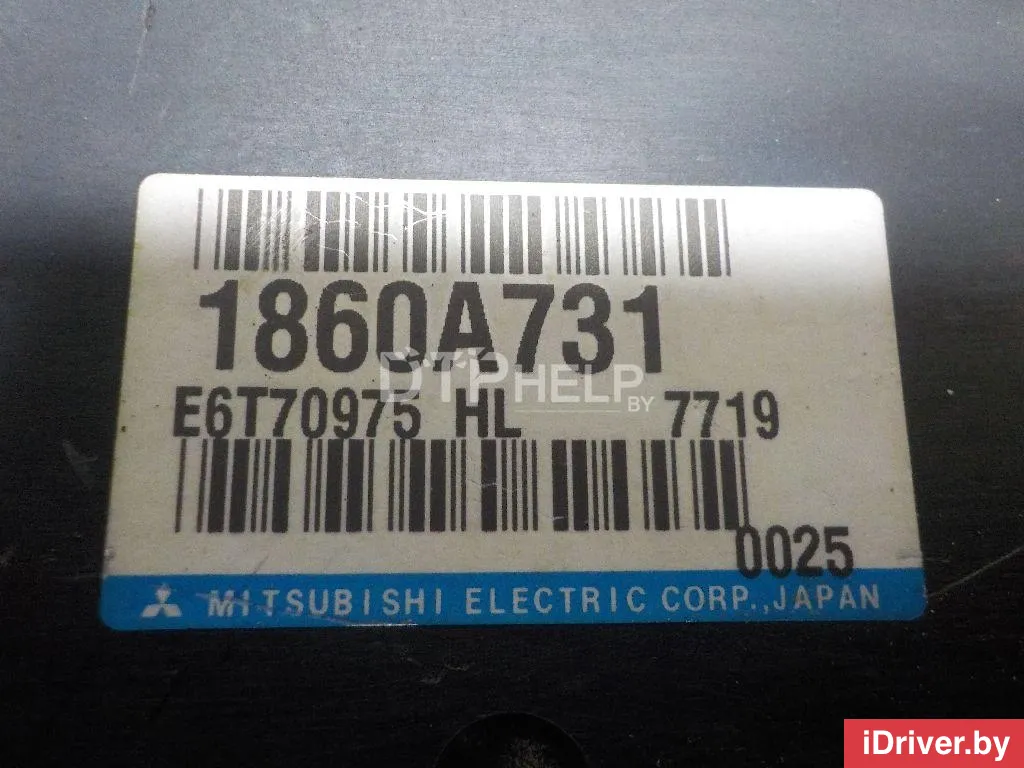 1860A731
DTPHELP
BY
E6T70975 HL 7719
0025
MITSUBISHI ELECTRIC CORP., JAPAN
iDriver.by